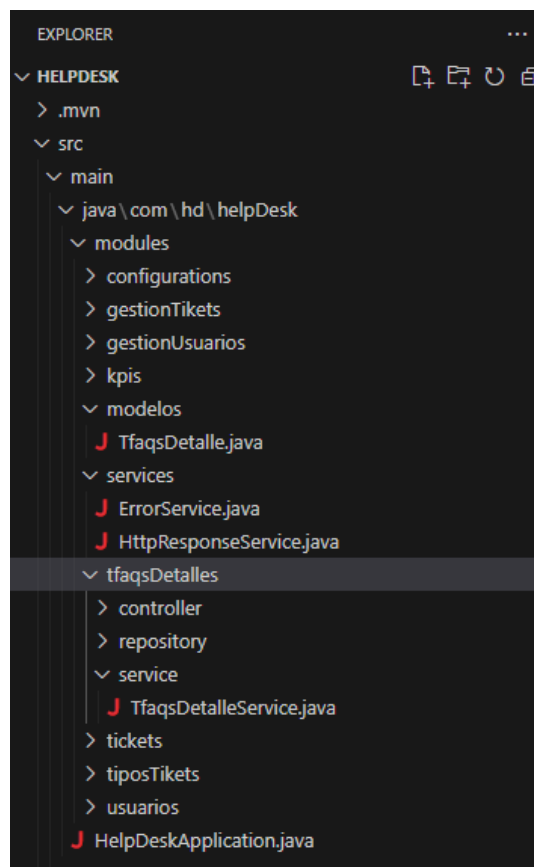 EXPLORER
HELPDESK
.mvn
src
main
java\com\hd\helpDesk
modules
configurations
gestionTikets
gestionUsuarios
kpis
modelos
J TfaqsDetalle.java
services
J ErrorService.java
J HttpResponseService.java
tfaqsDetalles
controller
repository
service
J TfaqsDetalleService.java
tickets
tiposTikets
usuarios
J HelpDeskApplication.java